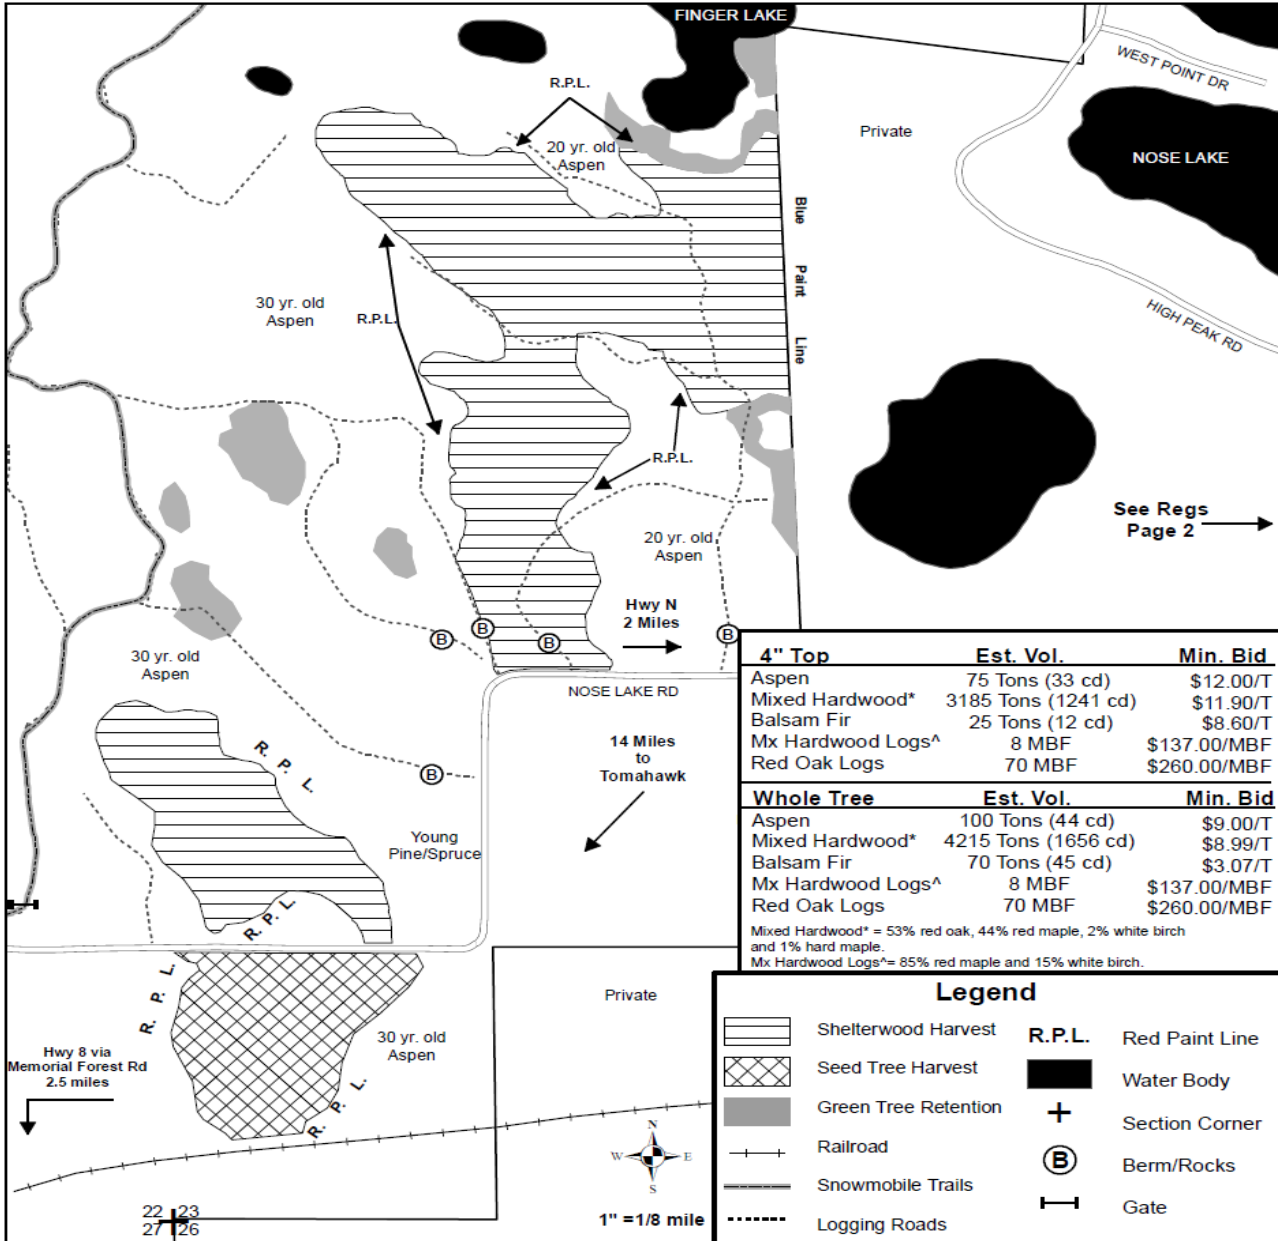 FINGER LAKE
WEST POINT DR
R.P.L.
Private
20 yr. old
Aspen
NOSE LAKE
Blue Paint Line
30 yr. old
Aspen
R.P.L.
HIGH PEAK RD
R.P.L.
See Regs
Page 2
20 yr. old
Aspen
Hwy N
2 Miles
B
B
B
B
30 yr. old
Aspen
NOSE LAKE RD
R. P. L.
14 Miles
to
Tomahawk
B
Young
Pine/Spruce
R. P. L.
4" Top Est. Vol. Min. Bid
Aspen 75 Tons (33 cd) $12.00/T
Mixed Hardwood* 3185 Tons (1241 cd) $11.90/T
Balsam Fir 25 Tons (12 cd) $8.60/T
Mx Hardwood Logs^ 8 MBF $137.00/MBF
Red Oak Logs 70 MBF $260.00/MBF
Whole Tree Est. Vol. Min. Bid
Aspen 100 Tons (44 cd) $9.00/T
Mixed Hardwood* 4215 Tons (1656 cd) $8.99/T
Balsam Fir 70 Tons (45 cd) $3.07/T
Mx Hardwood Logs^ 8 MBF $137.00/MBF
Red Oak Logs 70 MBF $260.00/MBF
Mixed Hardwood* = 53% red oak, 44% red maple, 2% white birch
and 1% hard maple.
Mx Hardwood Logs^= 85% red maple and 15% white birch.
R. P. L.
Private
30 yr. old
Aspen
Hwy 8 via
Memorial Forest Rd
2.5 miles
R. P. L.
Legend
Shelterwood Harvest
Seed Tree Harvest
Green Tree Retention
Railroad
Snowmobile Trails
Logging Roads
R.P.L. Red Paint Line
Water Body
Section Corner
B Berm/Rocks
Gate
N
W E
S
1" =1/8 mile
22 23
27 26